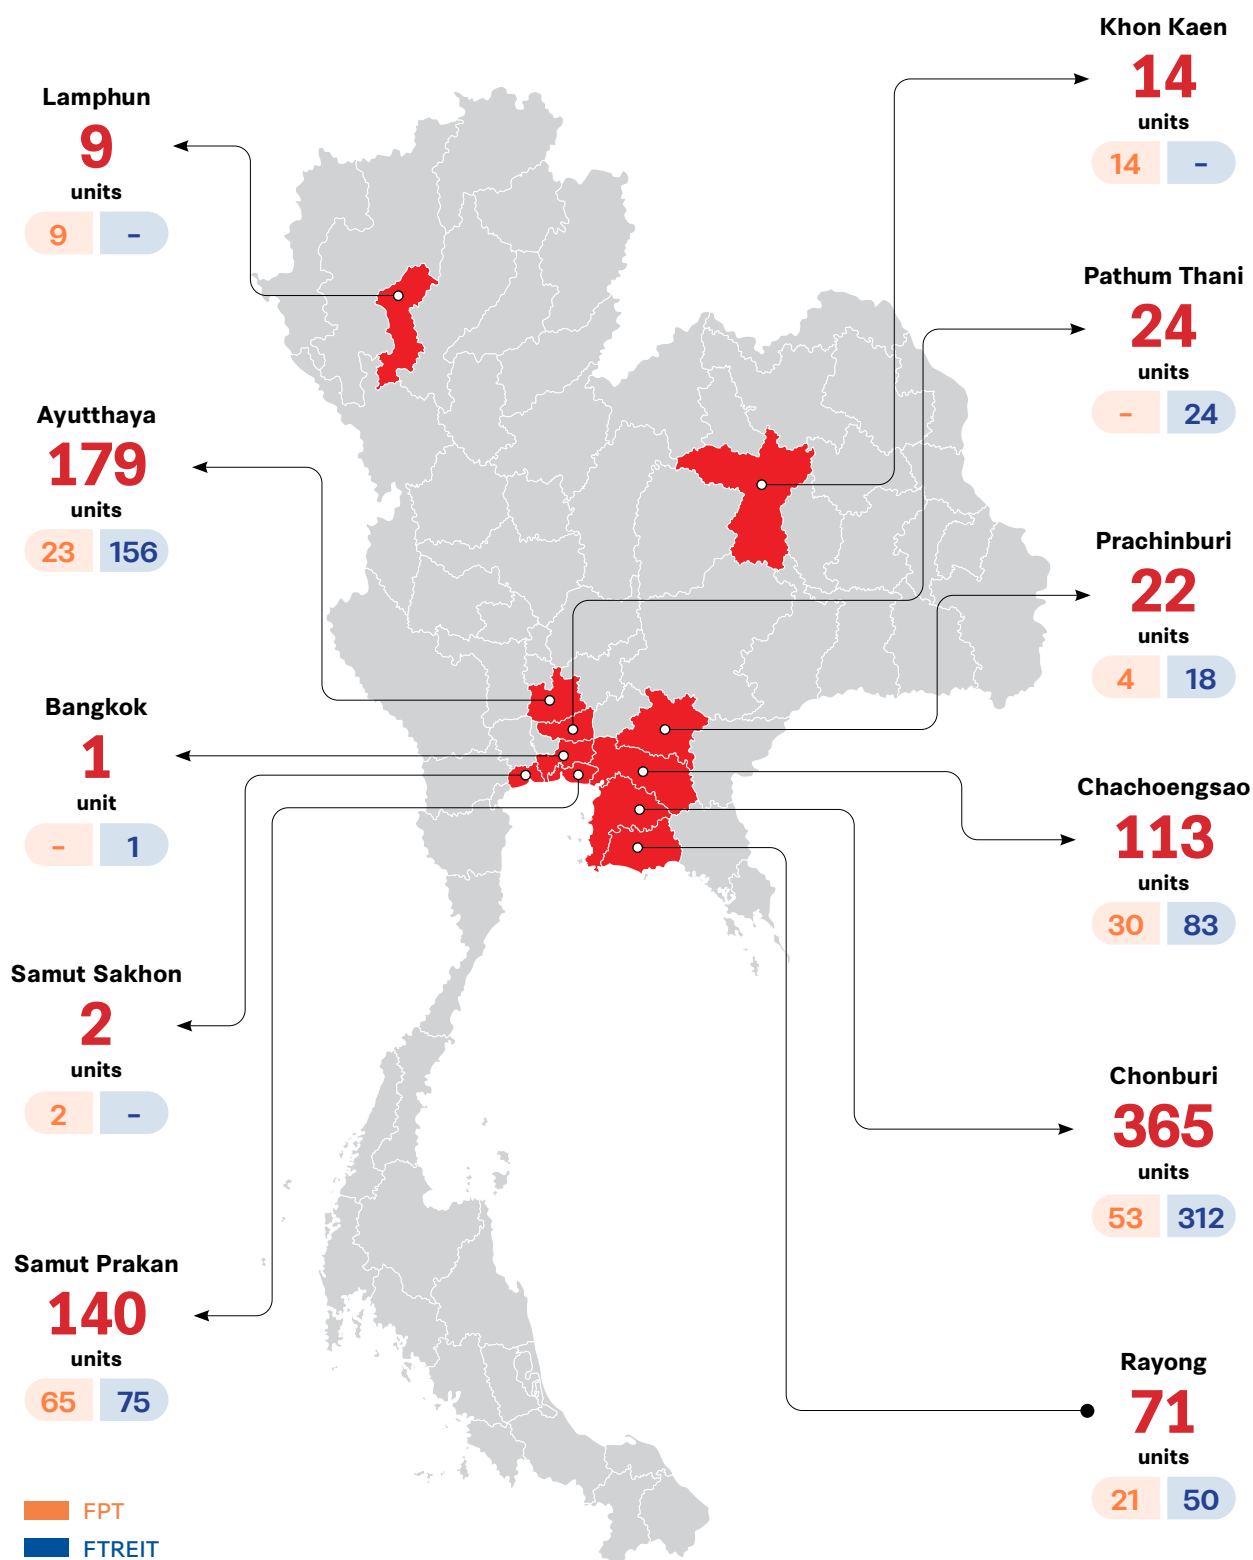 Lamphun
9
units
9 -
Ayutthaya
179
units
23 156
Bangkok
1
unit
- 1
Samut Sakhon
2
units
2 -
Samut Prakan
140
units
65 75
FPT
FTREIT
Khon Kaen
14
units
14 -
Pathum Thani
24
units
- 24
Prachinburi
22
units
4 18
Chachoengsao
113
units
30 83
Chonburi
365
units
53 312
Rayong
71
units
21 50